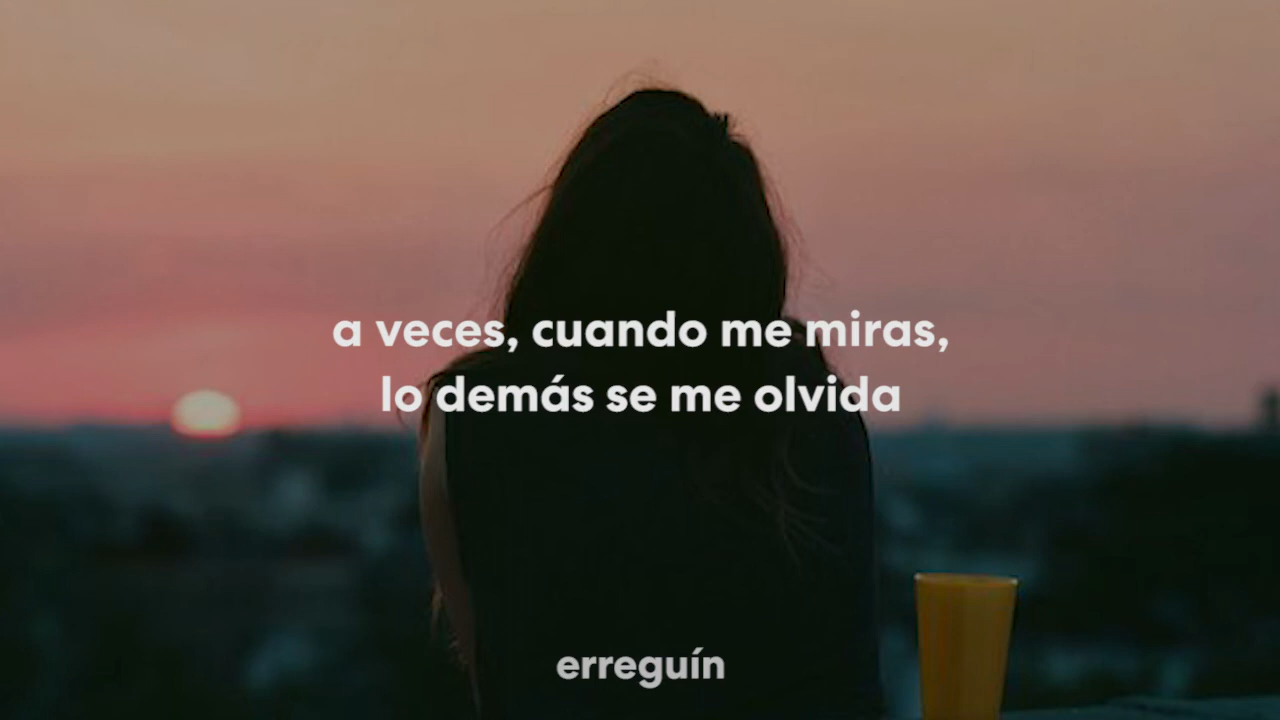 a veces, cuando me miras,
lo demás se me olvida
erreguín